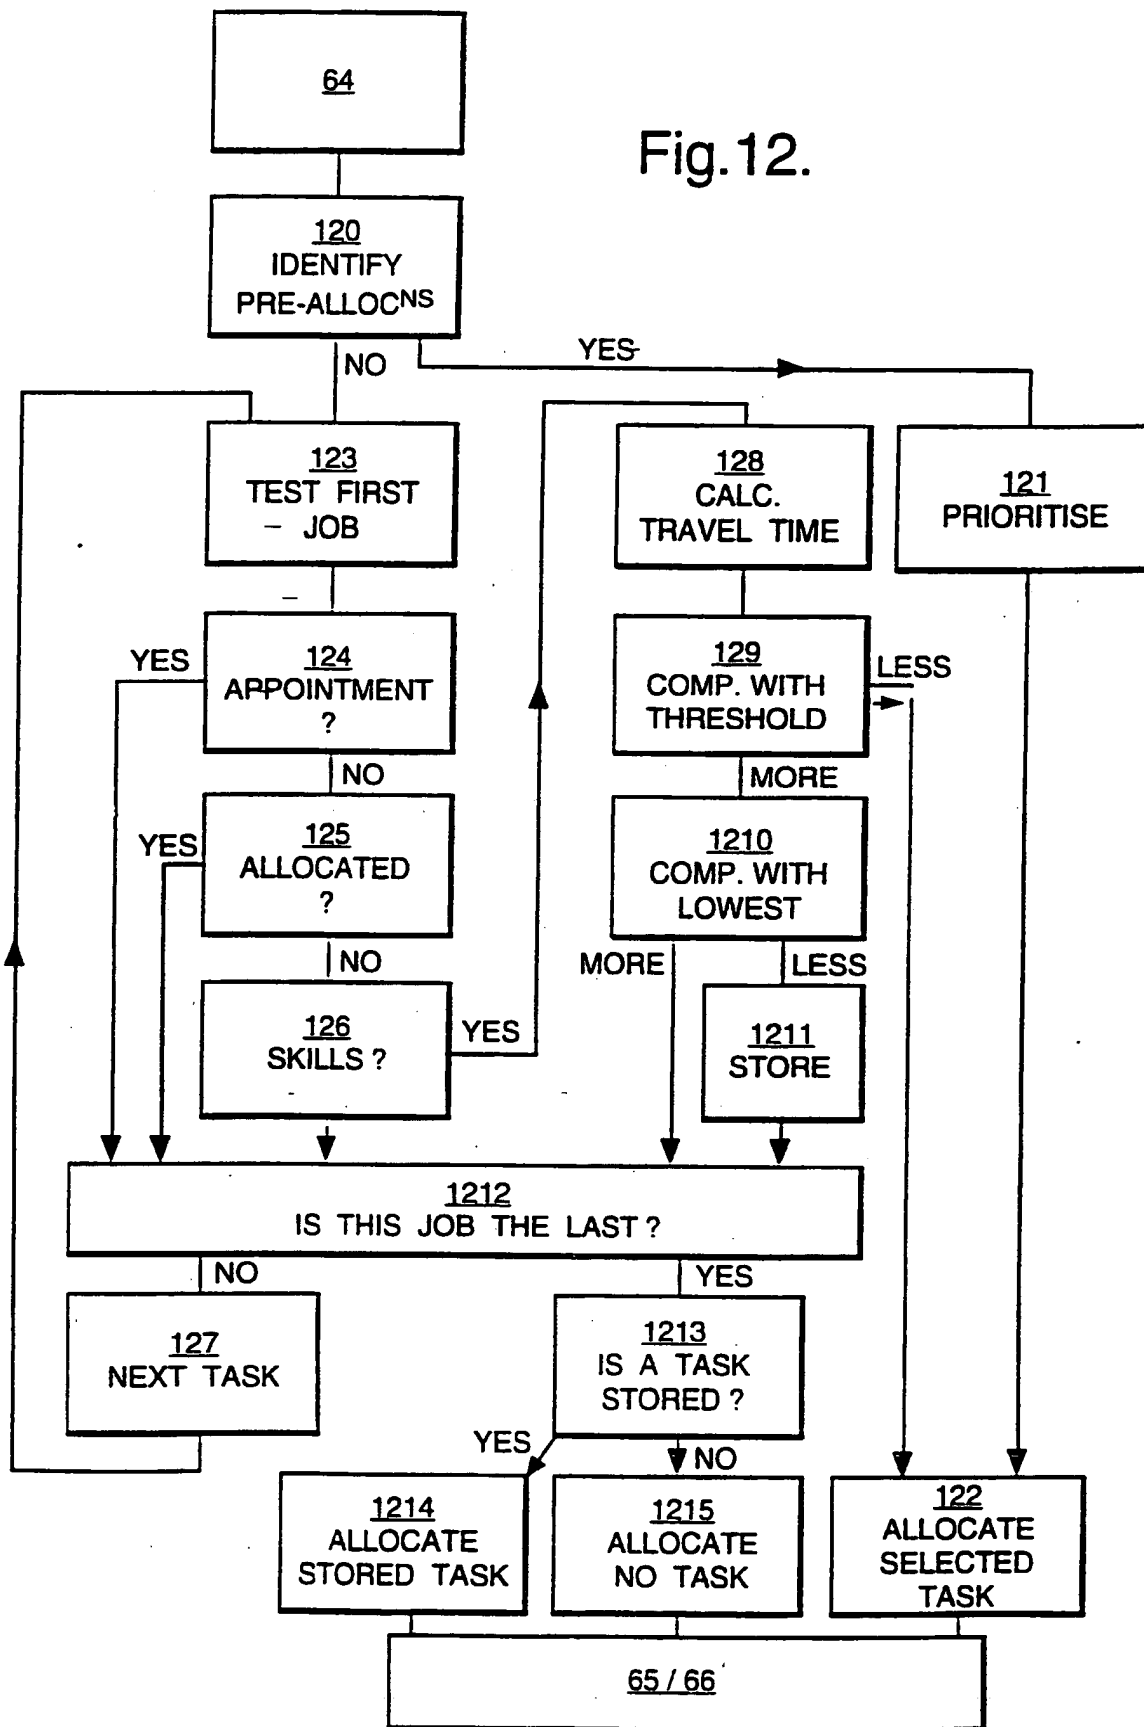 64
Fig.12.
120
IDENTIFY
PRE-ALLOCNS
NO
YES
123
TEST FIRST
JOB
128
CALC.
TRAVEL TIME
121
PRIORITISE
YES
124
APPOINTMENT
?
129
COMP. WITH
THRESHOLD
LESS
NO
MORE
YES
125
ALLOCATED
?
1210
COMP. WITH
LOWEST
NO
MORE
LESS
126
SKILLS ?
YES
1211
STORE
1212
IS THIS JOB THE LAST ?
NO
YES
127
NEXT TASK
1213
IS A TASK
STORED ?
YES
NO
1214
ALLOCATE
STORED TASK
1215
ALLOCATE
NO TASK
122
ALLOCATE
SELECTED
TASK
65 / 66